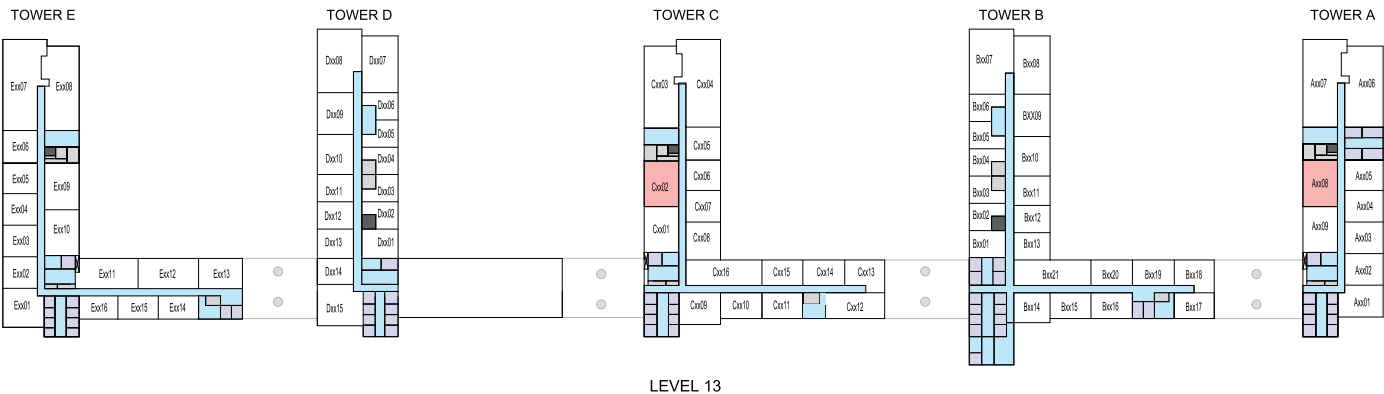 TOWER E
TOWER D
TOWER C
TOWER B
TOWER A
Exx07
Exx08
Exx06
Exx05
Exx09
Exx04
Exx03
Exx10
Exx02
Exx01
Exx11
Exx12
Exx13
Exx16
Exx15
Exx14
Dxx08
Dxx07
Dxx09
Dxx06
Dxx05
Dxx10
Dxx04
Dxx11
Dxx03
Dxx12
Dxx02
Dxx13
Dxx01
Dxx14
Dxx15
Cxx03
Cxx04
Cxx05
Cxx02
Cxx06
Cxx07
Cxx01
Cxx08
Cxx16
Cxx15
Cxx14
Cxx13
Cxx09
Cxx10
Cxx11
Cxx12
Bxx07
Bxx08
Bxx06
BXX09
Bxx05
Bxx04
Bxx10
Bxx03
Bxx11
Bxx02
Bxx12
Bxx01
Bxx13
Bxx21
Bxx20
Bxx19
Bxx18
Bxx14
Bxx15
Bxx16
Bxx17
Axx07
Axx06
Axx08
Axx05
Axx04
Axx09
Axx03
Axx02
Axx01
LEVEL 13